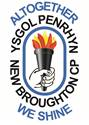 ALTOGETHER
YSGOL PENRHYN
NEW BROUGHTON CP
WE SHINE